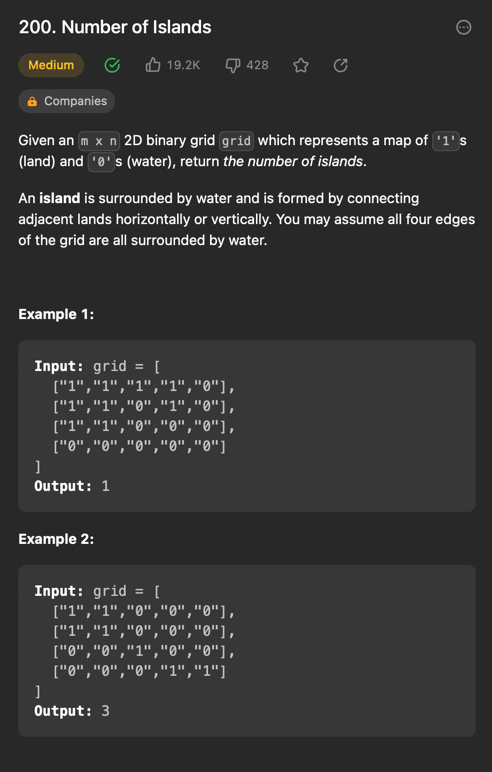 200. Number of Islands
Medium 19.2K 428
Companies
Given an m x n 2D binary grid grid which represents a map of '1's
(land) and '0's (water), return the number of islands.
An island is surrounded by water and is formed by connecting
adjacent lands horizontally or vertically. You may assume all four edges
of the grid are all surrounded by water.
Example 1:
Input: grid = [
  ["1","1","1","1","0"],
  ["1","1","0","1","0"],
  ["1","1","0","0","0"],
  ["0","0","0","0","0"]
]
Output: 1
Example 2:
Input: grid = [
  ["1","1","0","0","0"],
  ["1","1","0","0","0"],
  ["0","0","1","0","0"],
  ["0","0","0","1","1"]
]
Output: 3